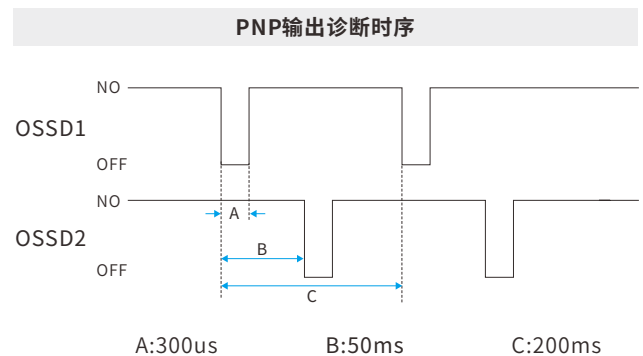 PNP输出诊断时序
NO
OSSD1
OFF
NO
A
OSSD2
B
OFF
C
A:300us B:50ms C:200ms